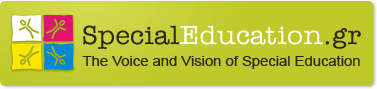 SpecialEducation.gr
The Voice and Vision of Special Education